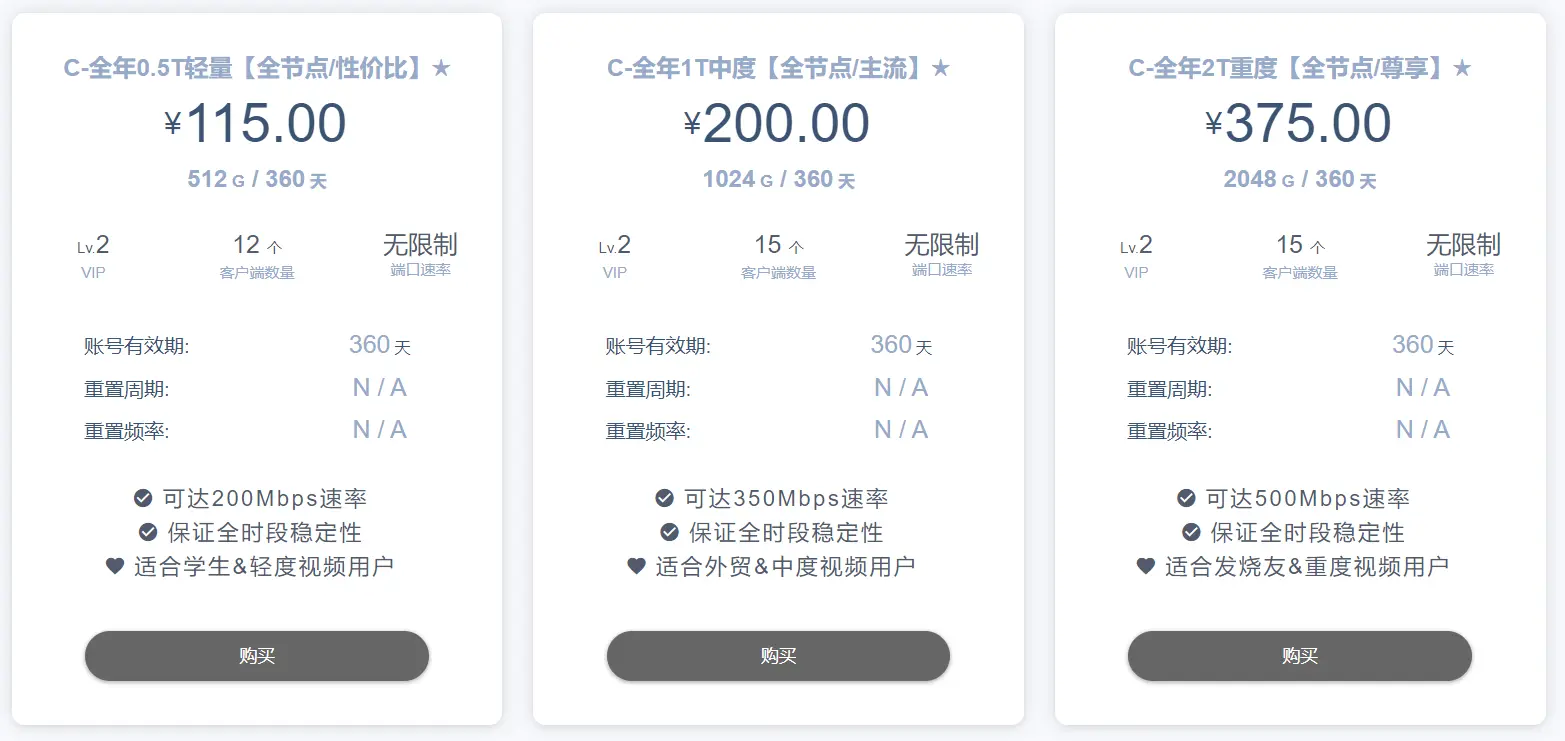 C-全年0.5T轻量【全节点/性价比】★
¥115.00
512 G / 360 天
Lv.2 12 个 无限制
VIP 客户端数量 端口速率
账号有效期: 360 天
重置周期: N / A
重置频率: N / A
可达200Mbps速率
保证全时段稳定性
适合学生&轻度视频用户
购买
C-全年1T中度【全节点/主流】★
¥200.00
1024 G / 360 天
Lv.2 15 个 无限制
VIP 客户端数量 端口速率
账号有效期: 360 天
重置周期: N / A
重置频率: N / A
可达350Mbps速率
保证全时段稳定性
适合外贸&中度视频用户
购买
C-全年2T重度【全节点/尊享】★
¥375.00
2048 G / 360 天
Lv.2 15 个 无限制
VIP 客户端数量 端口速率
账号有效期: 360 天
重置周期: N / A
重置频率: N / A
可达500Mbps速率
保证全时段稳定性
适合发烧友&重度视频用户
购买